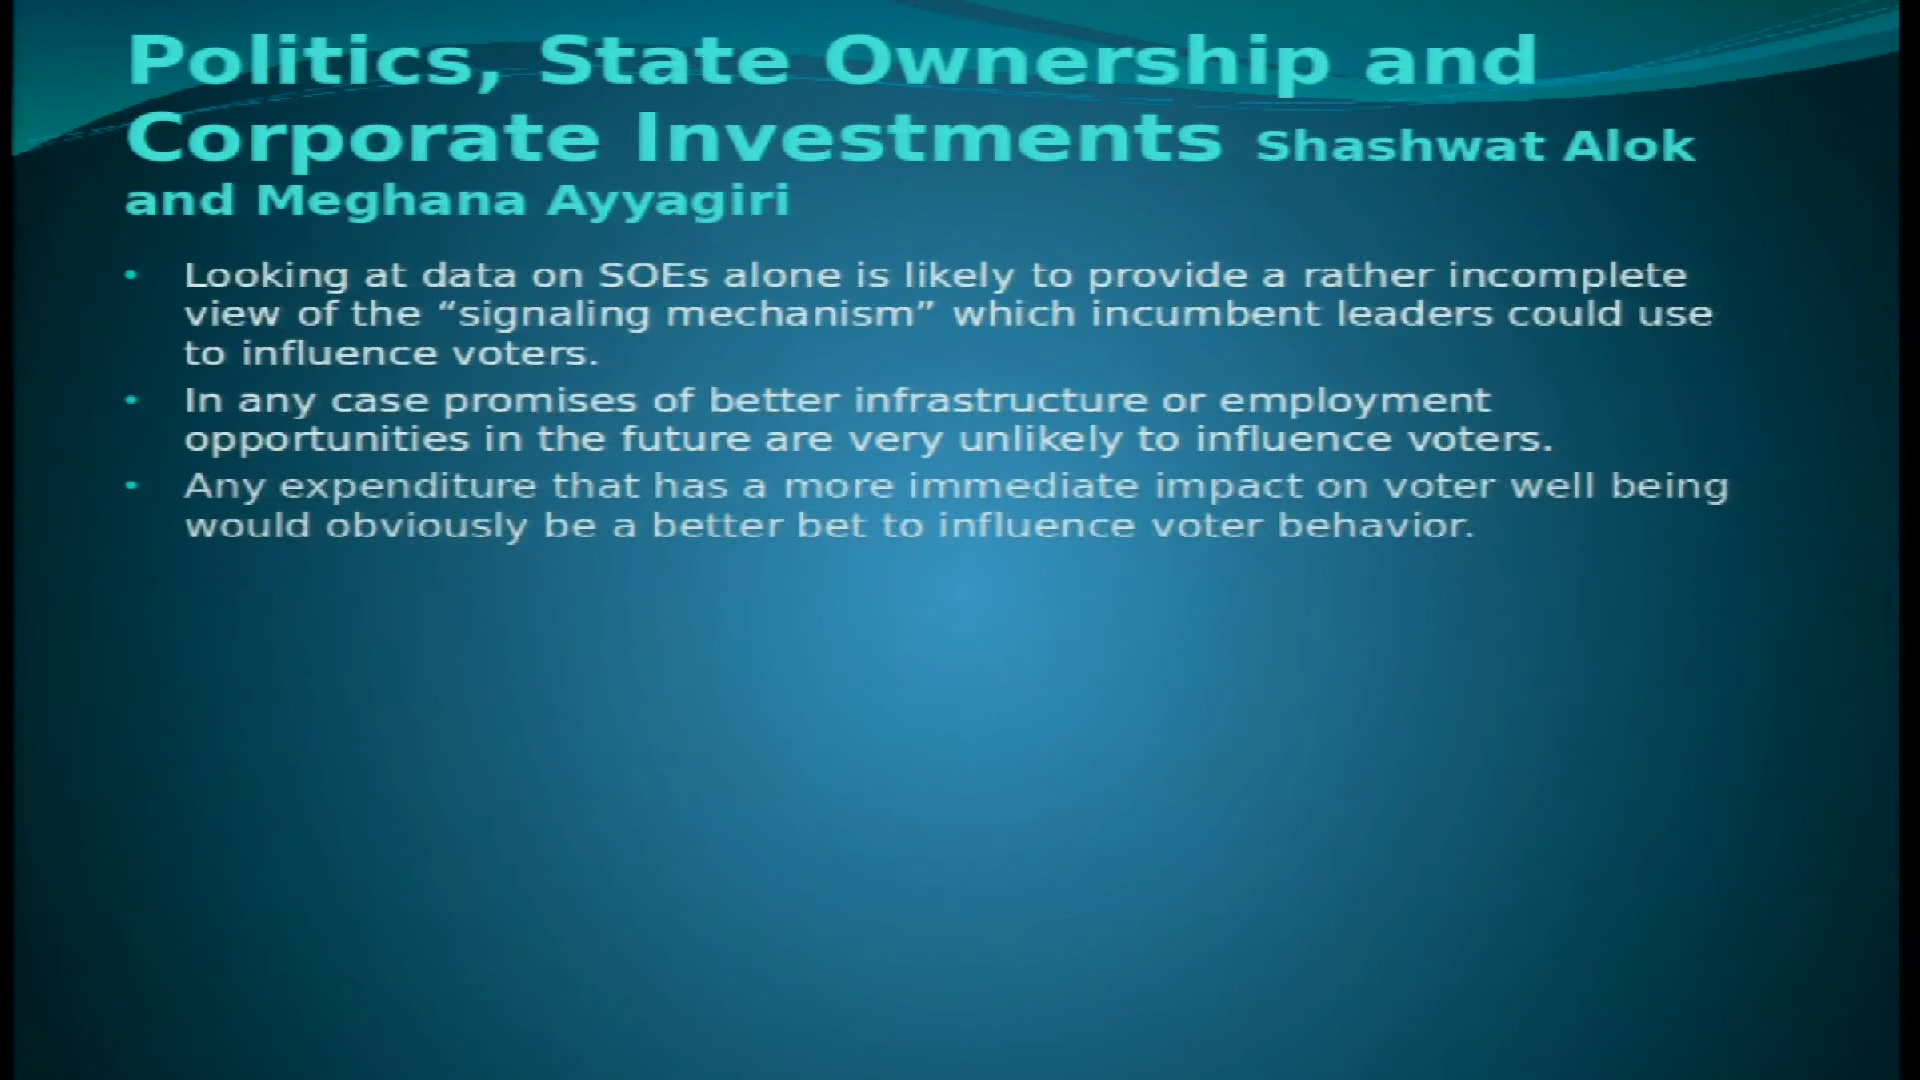 Politics, State Ownership and
Corporate Investments Shashwat Alok
and Meghana Ayyagiri
• Looking at data on SOEs alone is likely to provide a rather incomplete
view of the “signaling mechanism” which incumbent leaders could use
to influence voters.
• In any case promises of better infrastructure or employment
opportunities in the future are very unlikely to influence voters.
• Any expenditure that has a more immediate impact on voter well being
would obviously be a better bet to influence voter behavior.